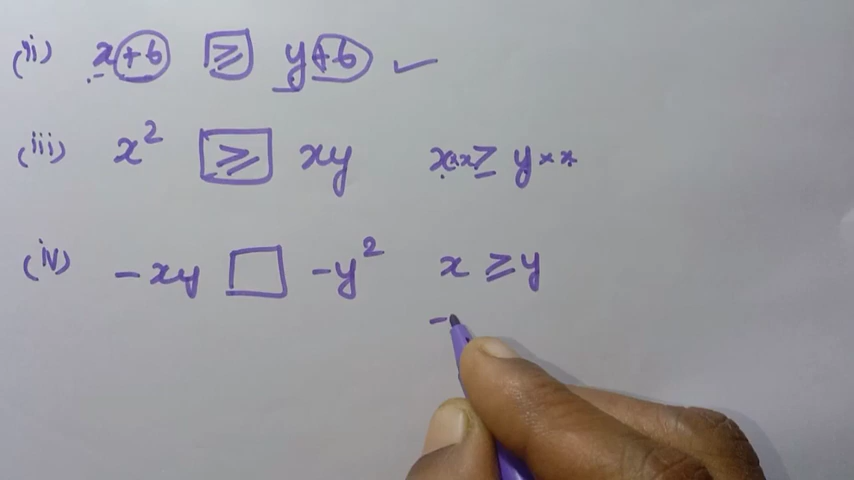 (ii) x+6 ≥ y+6 ✓
(iii) x² ≥ xy x×x ≥ y××
(iv) -xy □ -y² x ≥ y
-